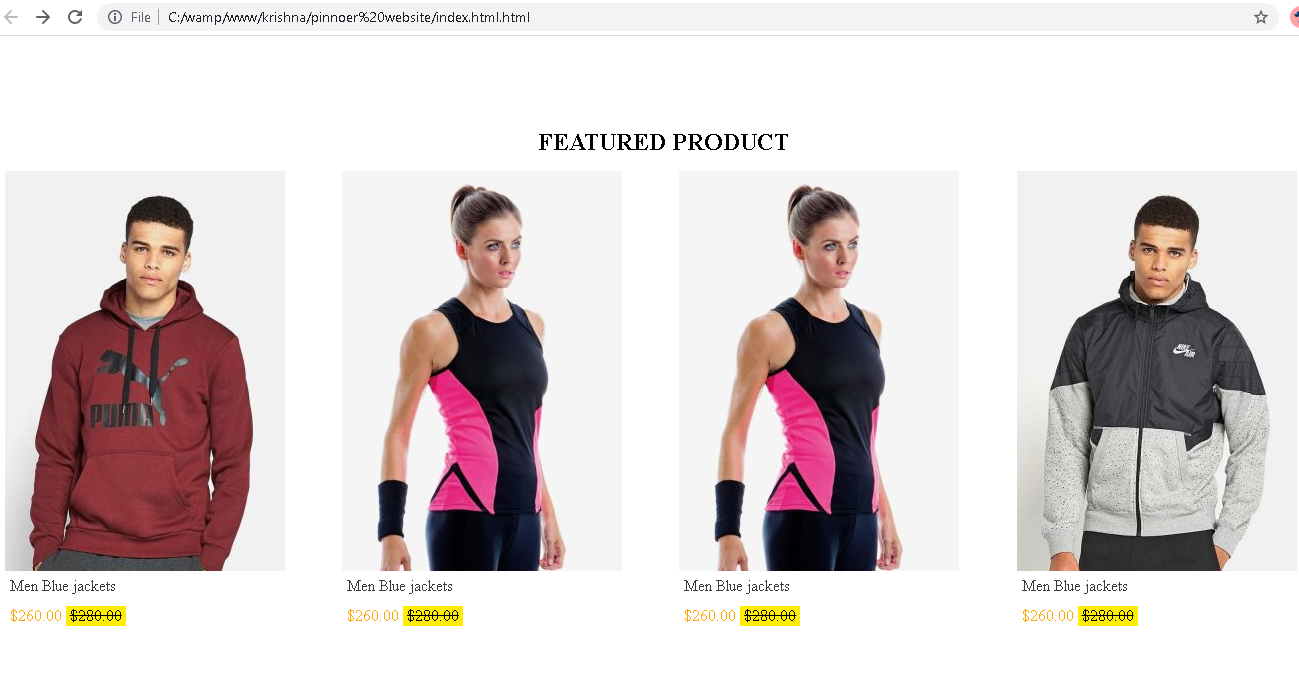 File C:/wamp/www/krishna/pinnoer%20website/index.html.html
FEATURED PRODUCT
PUMA
NIKE
AIR
Men Blue jackets Men Blue jackets Men Blue jackets Men Blue jackets
$260.00 $280.00 $260.00 $280.00 $260.00 $280.00 $260.00 $280.00